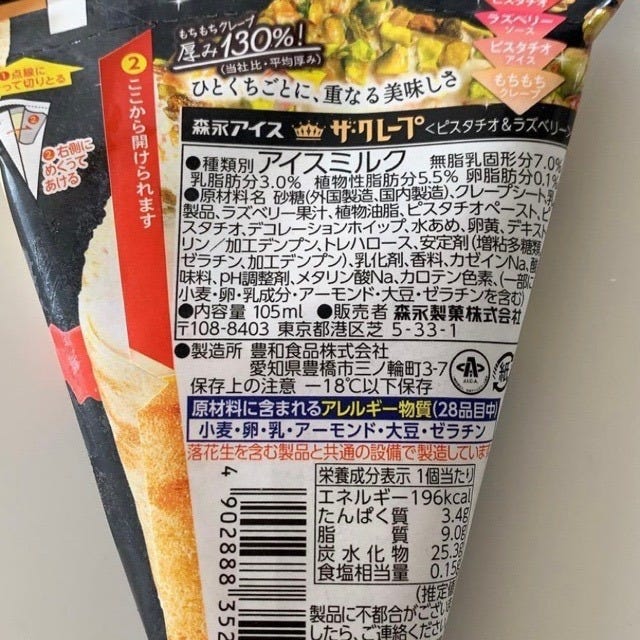 もちもちクレープ
厚み130%!
(当社比・平均厚み)
ひとくちごとに、重なる美味しさ
ピスタチオ
ラズベリー
ソース
ピスタチオ
アイス
もちもち
クレープ
1 点線に
って切りとる
2 右側に
めくって
あける
2 ここから開けられます
森永アイス ザ・クレープ<ピスタチオ&ラズベリー
●種類別 アイスミルク 無脂乳固形分7.0%
乳脂肪分3.0% 植物性脂肪分5.5% 卵脂肪分0.1%
●原材料名 砂糖(外国製造、国内製造)、クレープシート、乳
製品、ラズベリー果汁、植物油脂、ピスタチオペースト、ピ
スタチオ、デコレーションホイップ、水あめ、卵黄、デキスト
リン/加工デンプン、トレハロース、安定剤(増粘多糖類、
ゼラチン、加工デンプン)、乳化剤、香料、カゼインNa、酸
味料、pH調整剤、メタリン酸Na、カロテン色素、(一部に
小麦・卵・乳成分・アーモンド・大豆・ゼラチンを含む)
●内容量 105ml ●販売者 森永製菓株式会社
〒108-8403 東京都港区芝 5-33-1
●製造所 豊和食品株式会社
愛知県豊橋市三ノ輪町3-7
保存上の注意 -18℃以下保存
紙
原材料に含まれるアレルギー物質(28品目中)
小麦・卵・乳・アーモンド・大豆・ゼラチン
落花生を含む製品と共通の設備で製造していま
栄養成分表示 1個当たり
エネルギー 196kcal
たんぱく質 3.4g
脂質 9.0g
炭水化物 25.3g
食塩相当量 0.15g
(推定値
製品に不都合がござい
したら、ご連絡くださ
4 902888 352